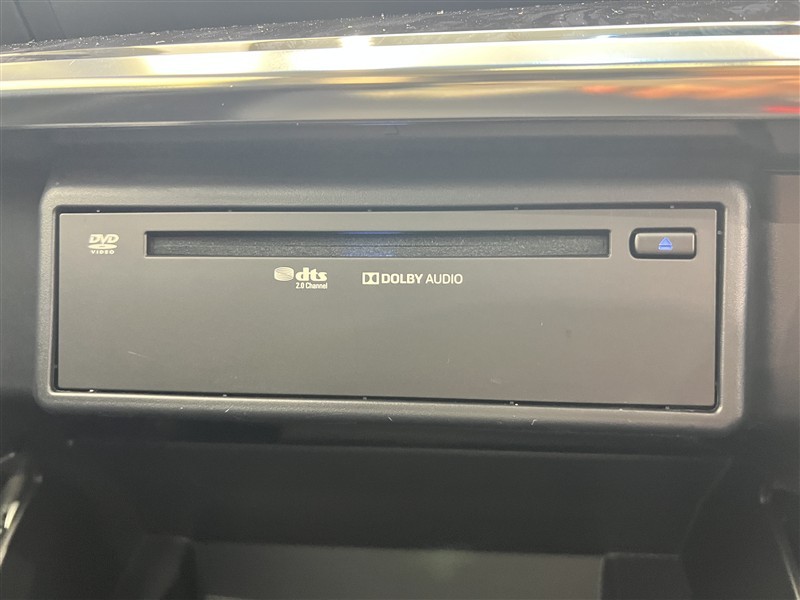 DVD
VIDEO
dts
2.0 Channel
DOLBY AUDIO